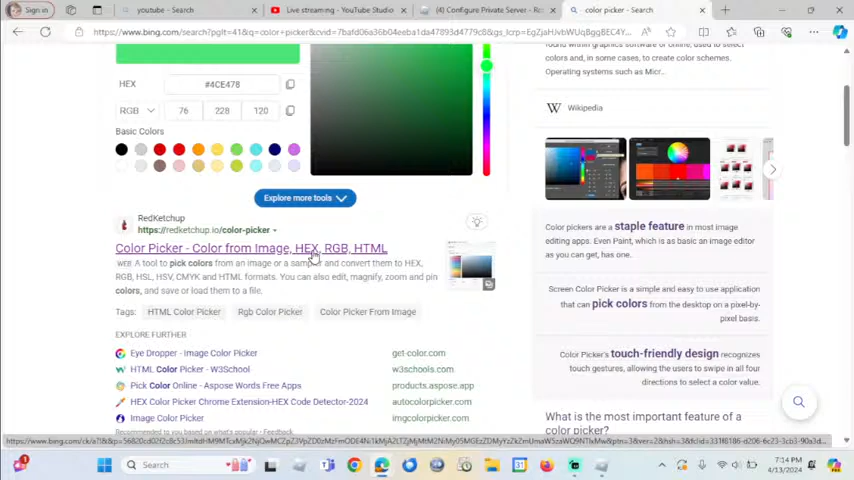 Sign in
youtube - Search
Live streaming - YouTube Studio
(4) Configure Private Server - Ro
color picker - Search
HEX
#4CE478
RGB
76
228
120
Basic Colors
Explore more tools
RedKetchup
https://redketchup.io/color-picker
Color Picker - Color from Image, HEX, RGB, HTML
WEB A tool to pick colors from an image or a sampler and convert them to HEX,
RGB, HSL, HSV, CMYK and HTML formats. You can also edit, magnify, zoom and pin
colors, and save or load them to a file.
Tags:
HTML Color Picker
Rgb Color Picker
Color Picker From Image
EXPLORE FURTHER
Eye Dropper - Image Color Picker
get-color.com
HTML Color Picker - W3School
w3schools.com
Pick Color Online - Aspose Words Free Apps
products.aspose.app
HEX Color Picker Chrome Extension-HEX Code Detector-2024
autocolorpicker.com
Image Color Picker
imgcolorpicker.com
Recommended to you based on what's popular • Feedback
found within graphics software or online, used to select
colors and, in some cases, to create color schemes.
Operating systems such as Micr..
Wikipedia
Color pickers are a staple feature in most image
editing apps. Even Paint, which is as basic an image editor
as you can get, has one.
Screen Color Picker is a simple and easy to use application
that can pick colors from the desktop on a pixel-by-
pixel basis.
Color Picker's touch-friendly design recognizes
touch gestures, allowing the users to swipe in all four
directions to select a color value.
What is the most important feature of a
color picker?
Search
7:14 PM
4/13/2024